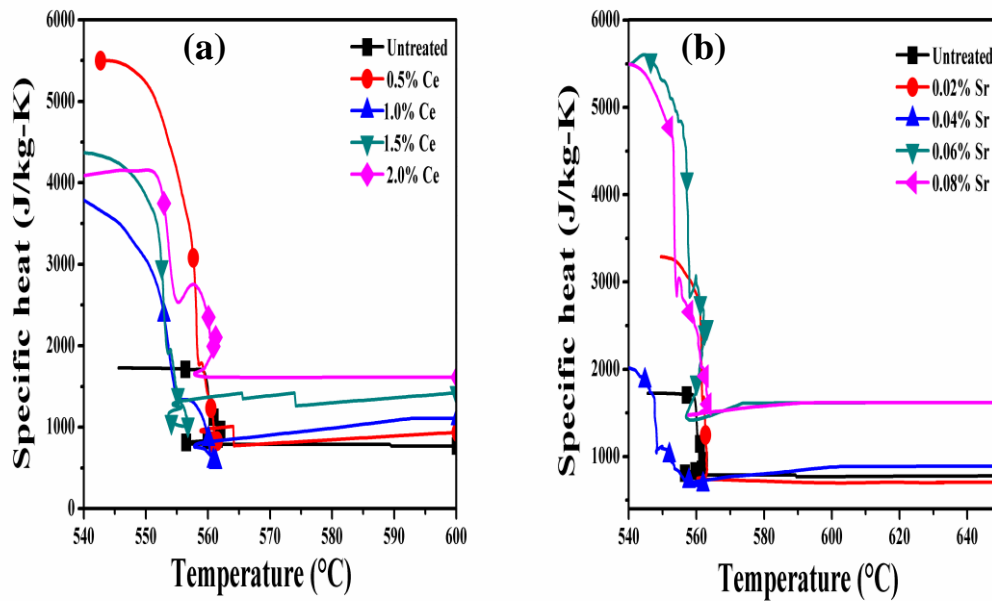 (a)
Untreated
0.5% Ce
1.0% Ce
1.5% Ce
2.0% Ce
Specific heat (J/kg-K)
6000
5000
4000
3000
2000
1000
0
540 550 560 570 580 590 600
Temperature (°C)
(b)
Untreated
0.02% Sr
0.04% Sr
0.06% Sr
0.08% Sr
Specific heat (J/kg-K)
6000
5000
4000
3000
2000
1000
540 560 580 600 620 640
Temperature (°C)